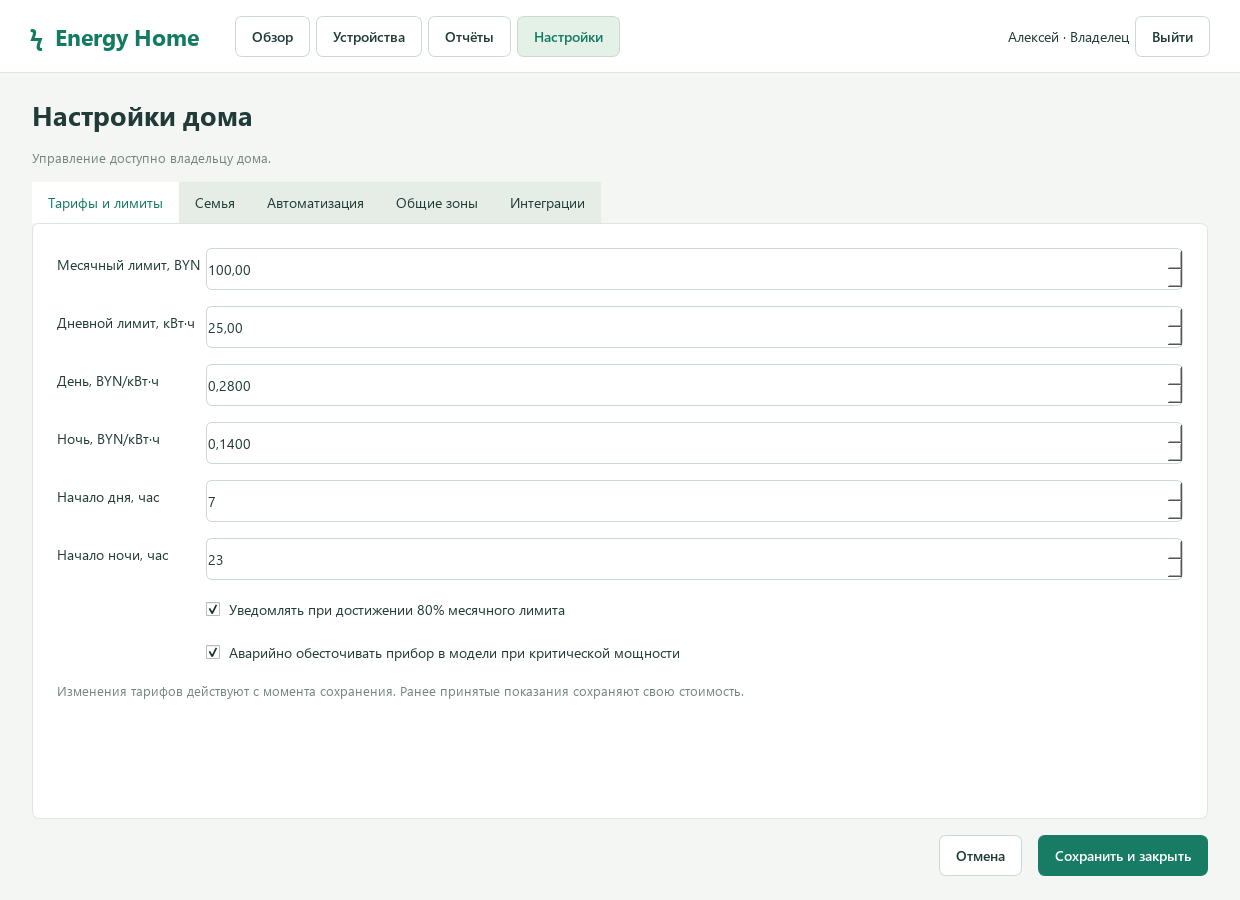 Energy Home Обзор Устройства Отчёты Настройки Алексей · Владелец Выйти
Настройки дома
Управление доступно владельцу дома.
Тарифы и лимиты Семья Автоматизация Общие зоны Интеграции
Месячный лимит, BYN 100,00
Дневной лимит, кВт·ч 25,00
День, BYN/кВт·ч 0,2800
Ночь, BYN/кВт·ч 0,1400
Начало дня, час 7
Начало ночи, час 23
Уведомлять при достижении 80% месячного лимита
Аварийно обесточивать прибор в модели при критической мощности
Изменения тарифов действуют с момента сохранения. Ранее принятые показания сохраняют свою стоимость.
Отмена Сохранить и закрыть